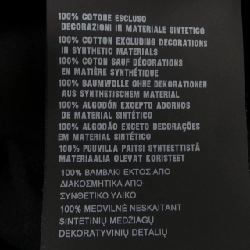 100% COTONE ESCLUSO
DECORAZIONI IN MATERIALE SINTETICO
100% COTTON EXCLUDING DECORATIONS
IN SYNTHETIC MATERIALS
100% COTON SAUF DÉCORATIONS
EN MATIÈRE SYNTHÉTIQUE
100% BAUMWOLLE OHNE DEKORATIONEN
AUS SYNTHETISCHEM MATERIAL
100% ALGODÓN EXCEPTO ADORNOS
DE MATERIAL SINTÉTICO
100% ALGODÃO EXCETO DECORAÇÕES
EM MATERIAL SINTÉTICO
100% PUUVILLA PAITSI SYNTEETTISTÄ
MATERIAALIA OLEVAT KORISTEET
100% ΒΑΜΒΑΚΙ ΕΚΤΟΣ ΑΠΟ
ΔΙΑΚΟΣΜΗΤΙΚΑ ΑΠΟ
ΣΥΝΘΕΤΙΚΟ ΥΛΙΚΟ
100% MEDVILNĖ NESKAITANT
SINTETINIŲ MEDŽIAGŲ
DEKORATYVINIŲ DETALIŲ